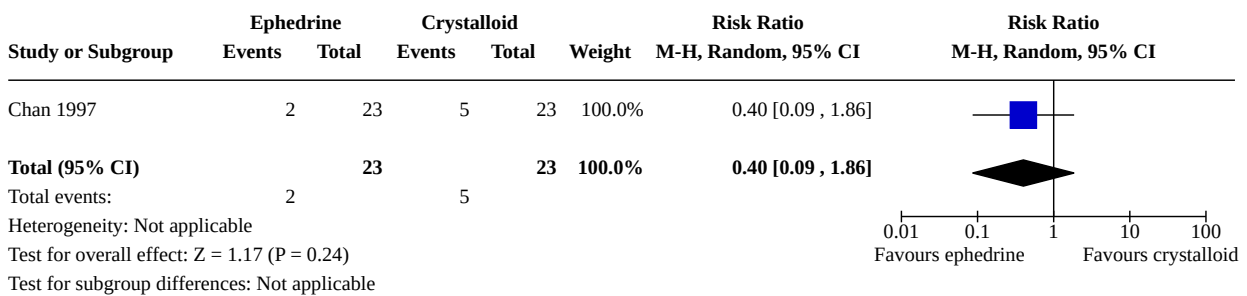 Ephedrine Crystalloid Risk Ratio Risk Ratio
Study or Subgroup Events Total Events Total Weight M-H, Random, 95% CI M-H, Random, 95% CI
Chan 1997 2 23 5 23 100.0% 0.40 [0.09 , 1.86]
Total (95% CI) 23 23 100.0% 0.40 [0.09 , 1.86]
Total events: 2 5
Heterogeneity: Not applicable
0.01 0.1 1 10 100
Test for overall effect: Z = 1.17 (P = 0.24) Favours ephedrine Favours crystalloid
Test for subgroup differences: Not applicable